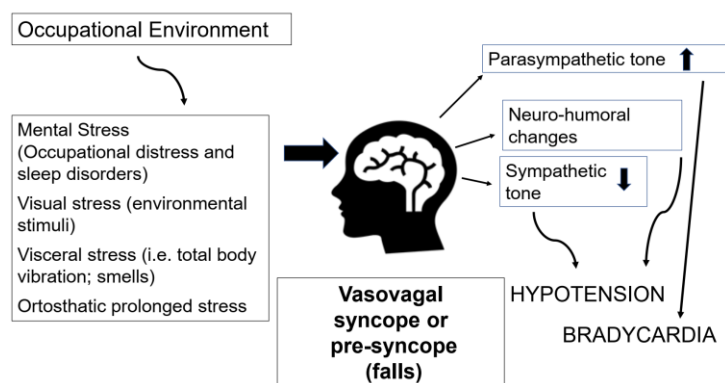 Occupational Environment
Mental Stress
(Occupational distress and
sleep disorders)
Visual stress (environmental
stimuli)
Visceral stress (i.e. total body
vibration; smells)
Ortosthatic prolonged stress
Parasympathetic tone
Neuro-humoral
changes
Sympathetic
tone
HYPOTENSION
BRADYCARDIA
Vasovagal
syncope or
pre-syncope
(falls)